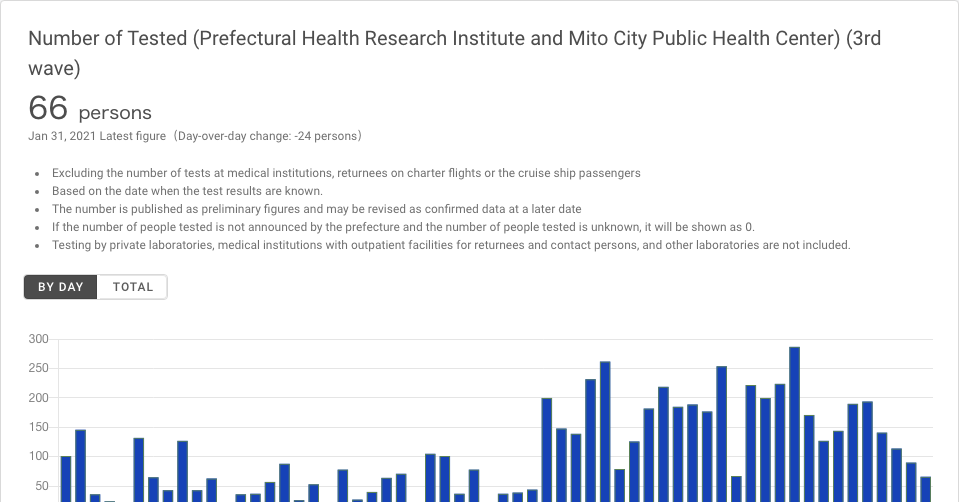 Number of Tested (Prefectural Health Research Institute and Mito City Public Health Center) (3rd
wave)
66 persons
Jan 31, 2021 Latest figure（Day-over-day change: -24 persons）
• Excluding the number of tests at medical institutions, returnees on charter flights or the cruise ship passengers
• Based on the date when the test results are known.
• The number is published as preliminary figures and may be revised as confirmed data at a later date
• If the number of people tested is not announced by the prefecture and the number of people tested is unknown, it will be shown as 0.
• Testing by private laboratories, medical institutions with outpatient facilities for returnees and contact persons, and other laboratories are not included.
BY DAY TOTAL
300
250
200
150
100
50